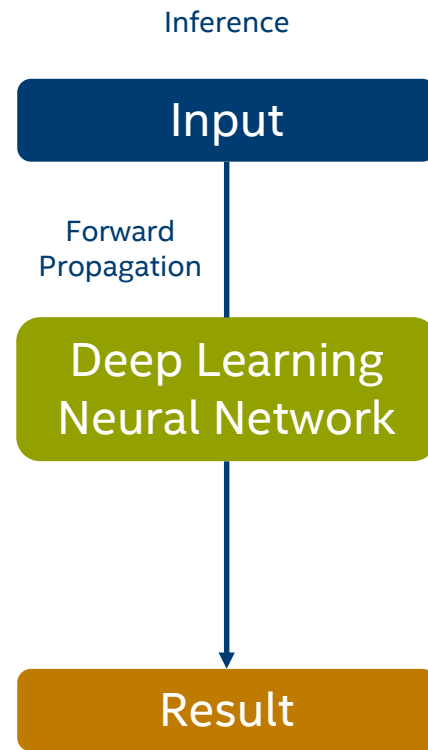 Inference
Input
Forward
Propagation
Deep Learning
Neural Network
Result